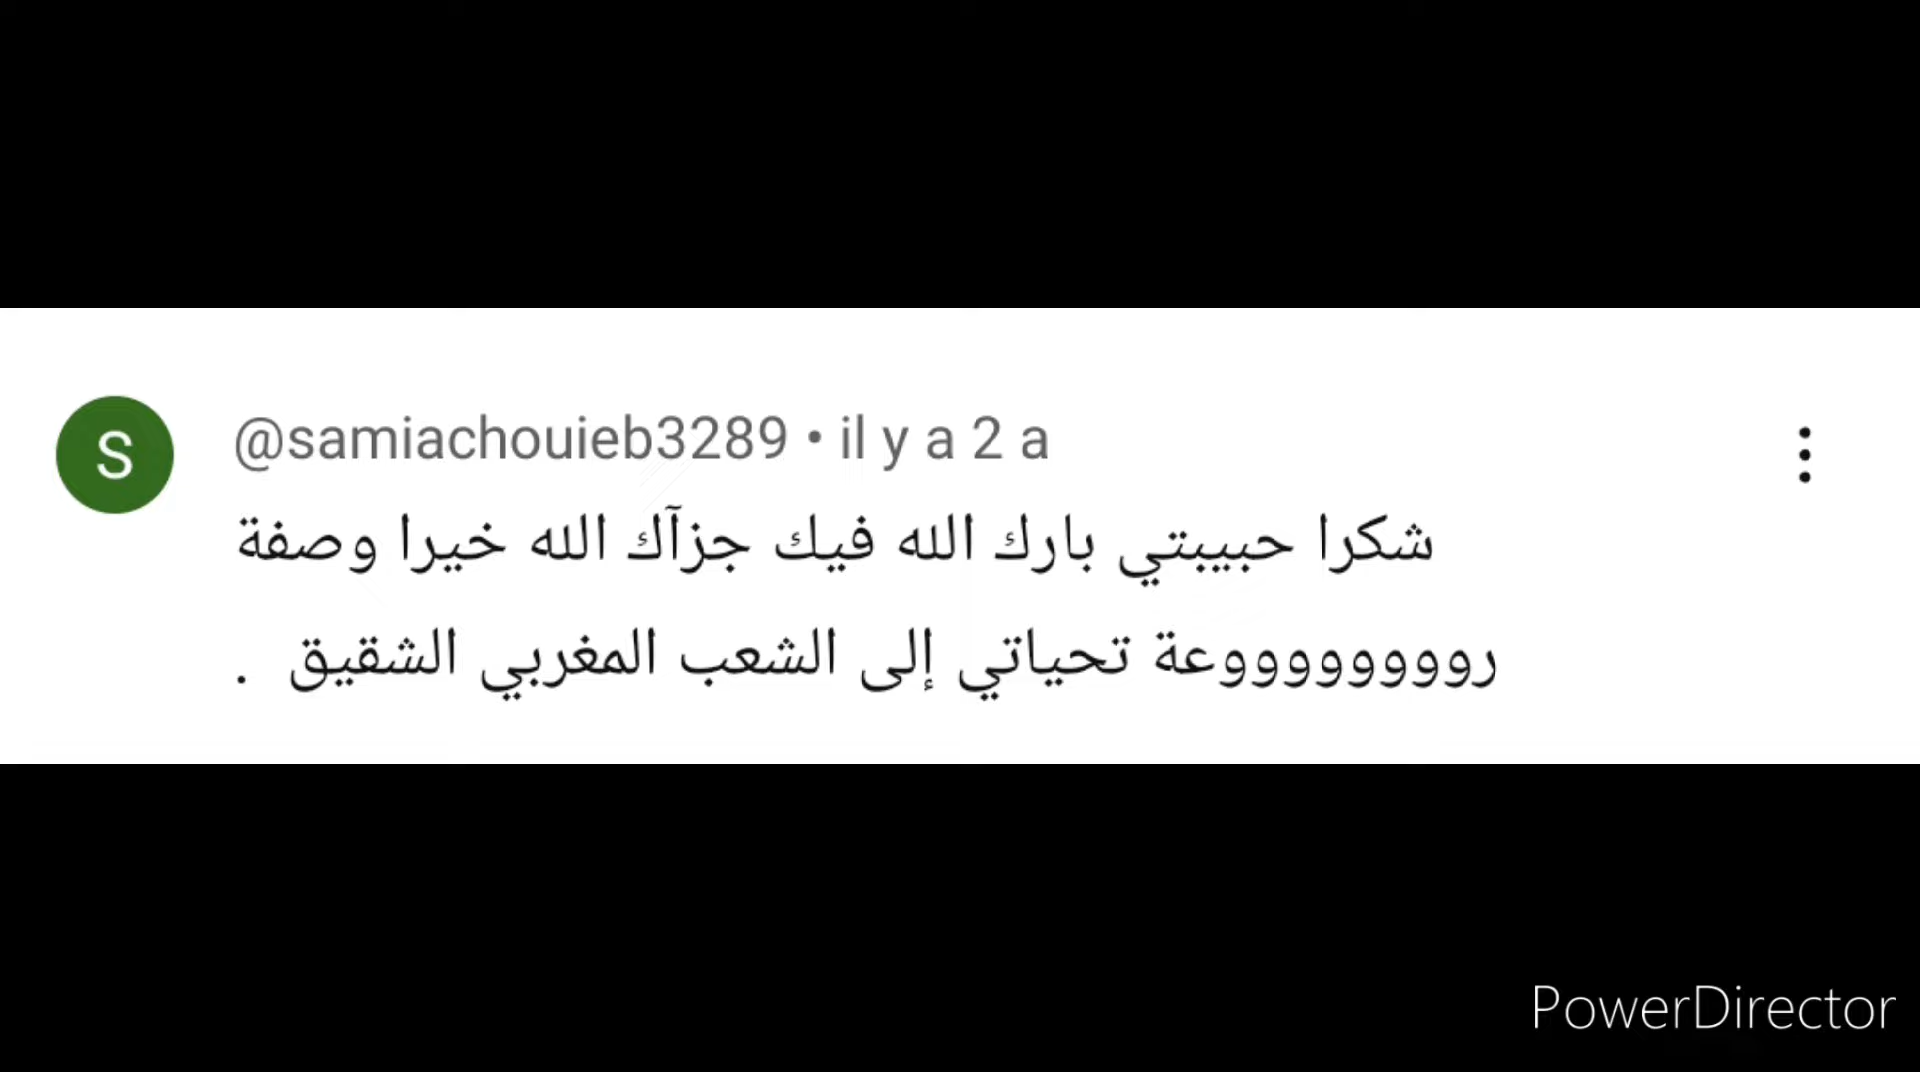 S
@samiachouieb3289 • il y a 2 a
شكرا حبيبتي بارك الله فيك جزآك الله خيرا وصفة
رووووووووعة تحياتي إلى الشعب المغربي الشقيق .
PowerDirector